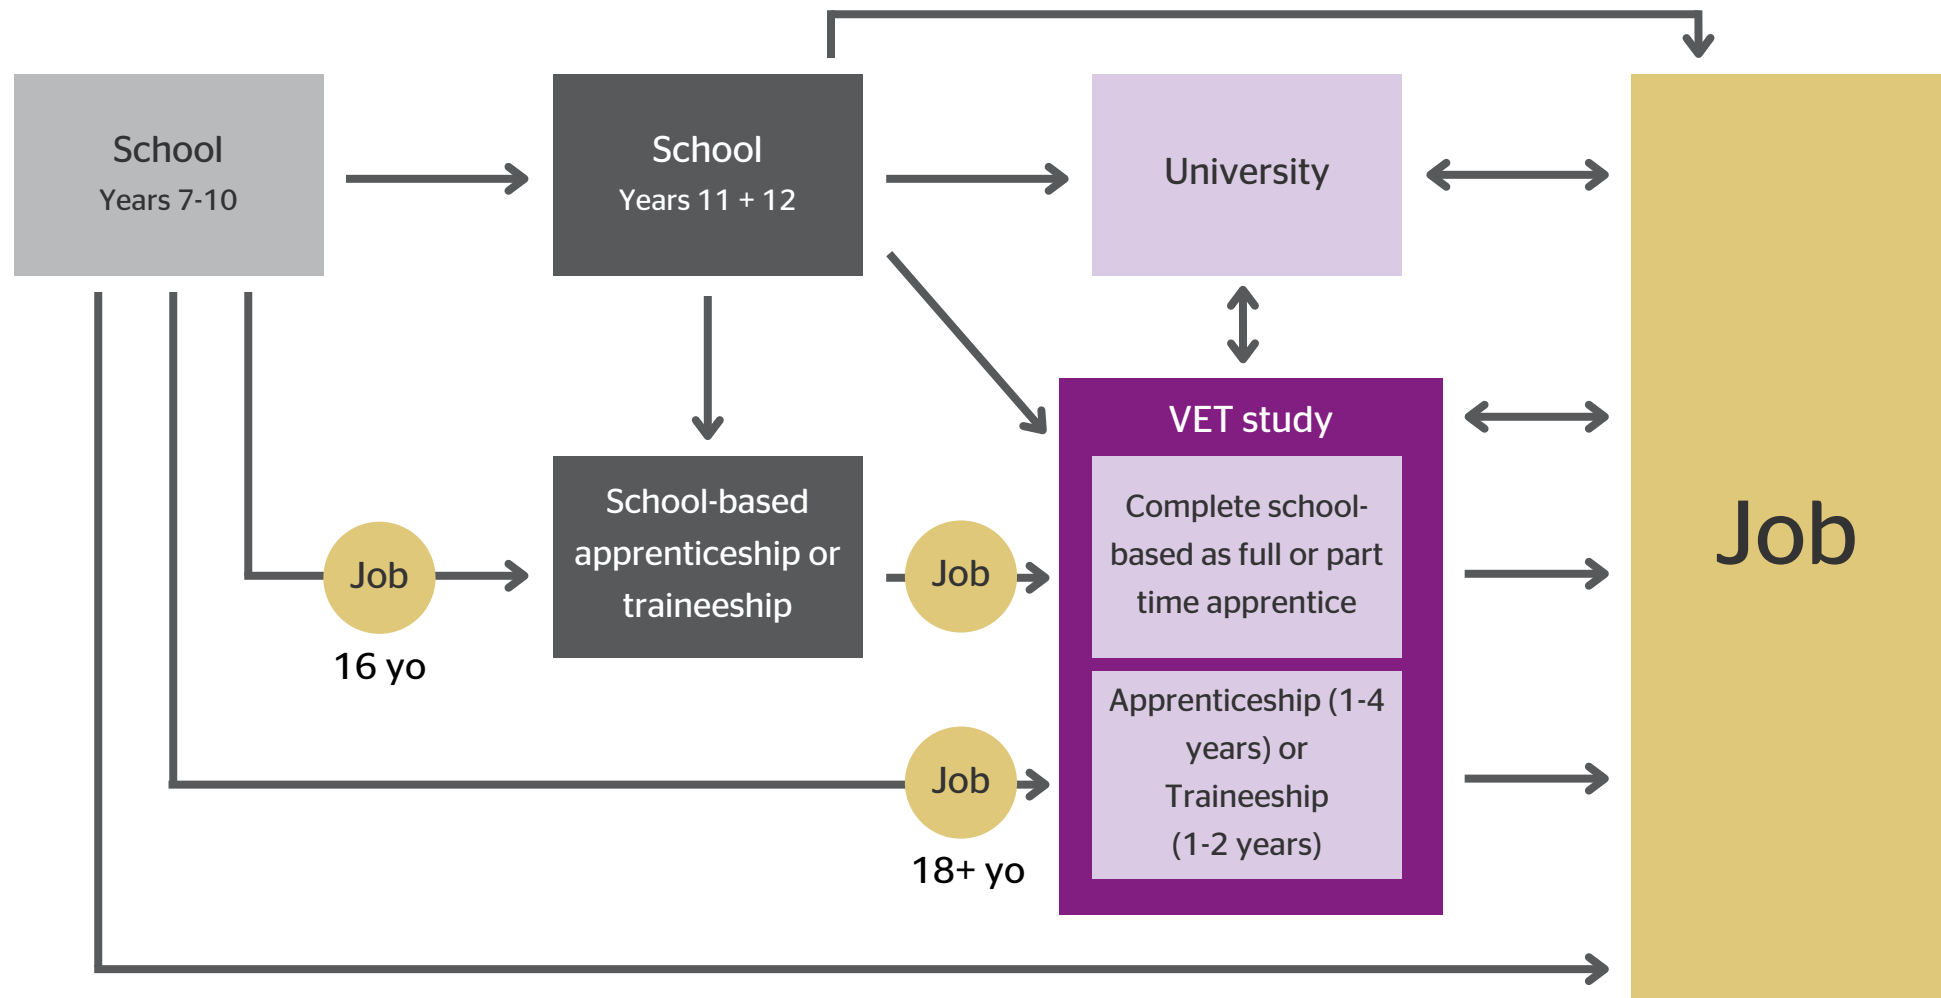 School
Years 7-10
School
Years 11 + 12
University
Job
VET study
School-based
apprenticeship or
traineeship
Complete school-
based as full or part
time apprentice
Job
16 yo
Job
Apprenticeship (1-4
years) or
Traineeship
(1-2 years)
Job
18+ yo